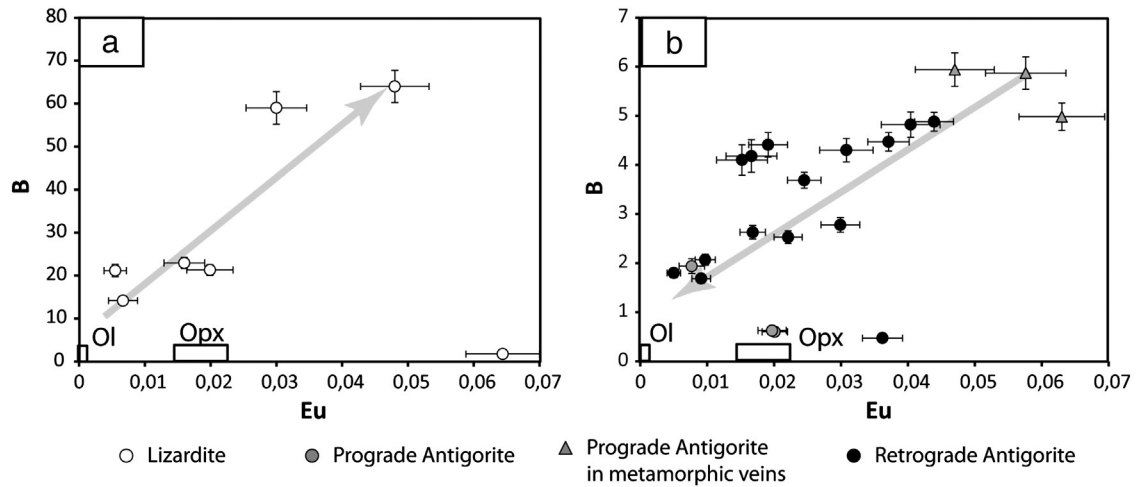 a
B
80
70
60
50
40
30
20
10
0
Ol
Opx
0
0,01
0,02
0,03
0,04
0,05
0,06
0,07
Eu
b
B
7
6
5
4
3
2
1
0
Ol
Opx
0
0,01
0,02
0,03
0,04
0,05
0,06
0,07
Eu
Lizardite
Prograde Antigorite
Prograde Antigorite
in metamorphic veins
Retrograde Antigorite